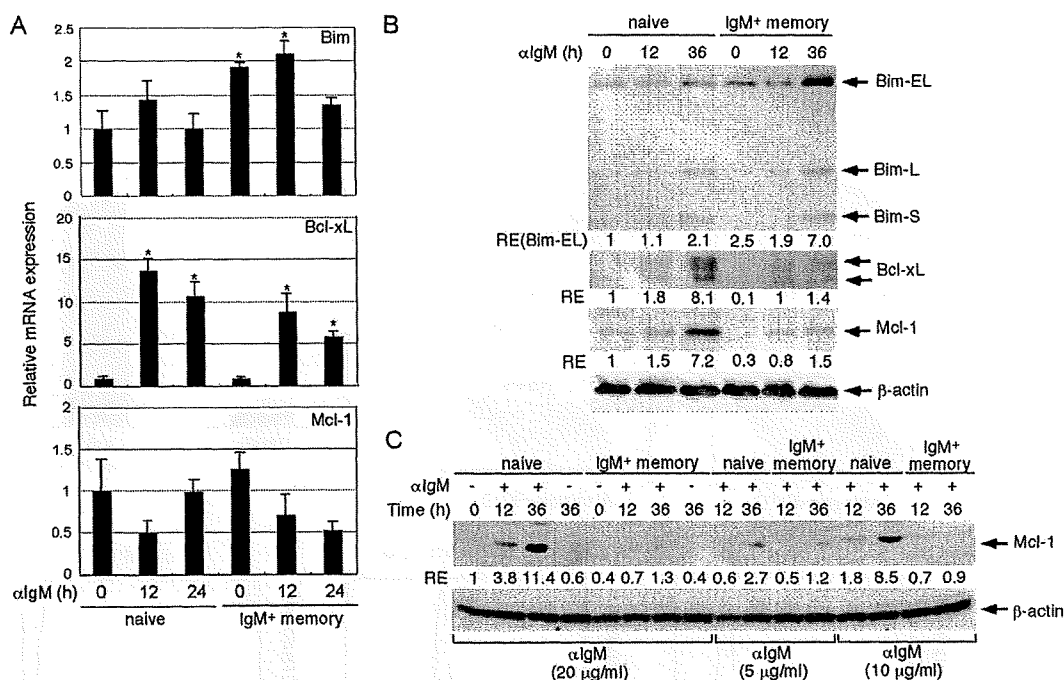 A
Relative mRNA expression
Bim
2.5
2
1.5
1
0.5
0
* *
Bcl-xL
20
15
10
5
0
* * * *
Mcl-1
2
1.5
1
0.5
0
αIgM (h) 0 12 24 0 12 24
naive IgM+ memory
B
naive IgM+ memory
αIgM (h) 0 12 36 0 12 36
Bim-EL
Bim-L
Bim-S
RE(Bim-EL) 1 1.1 2.1 2.5 1.9 7.0
Bcl-xL
RE 1 1.8 8.1 0.1 1 1.4
Mcl-1
RE 1 1.5 7.2 0.3 0.8 1.5
β-actin
C
naive IgM+ memory naive IgM+ memory naive IgM+ memory
αIgM - + + - - + + - + + + + + + + +
Time (h) 0 12 36 36 0 12 36 36 12 36 12 36 12 36 12 36
Mcl-1
RE 1 3.8 11.4 0.6 0.4 0.7 1.3 0.4 0.6 2.7 0.5 1.2 1.8 8.5 0.7 0.9
β-actin
αIgM (20 μg/ml) αIgM (5 μg/ml) αIgM (10 μg/ml)